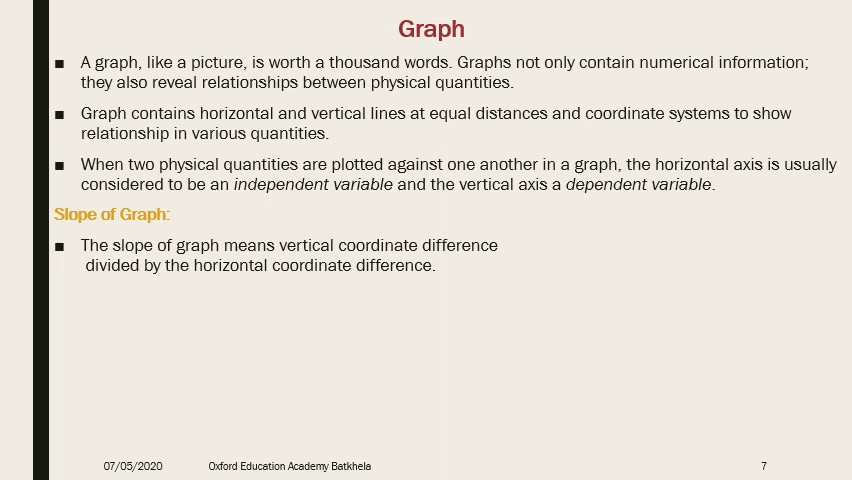 Graph
■ A graph, like a picture, is worth a thousand words. Graphs not only contain numerical information;
they also reveal relationships between physical quantities.
■ Graph contains horizontal and vertical lines at equal distances and coordinate systems to show
relationship in various quantities.
■ When two physical quantities are plotted against one another in a graph, the horizontal axis is usually
considered to be an independent variable and the vertical axis a dependent variable.
Slope of Graph:
■ The slope of graph means vertical coordinate difference
divided by the horizontal coordinate difference.
07/05/2020 Oxford Education Academy Batkhela 7